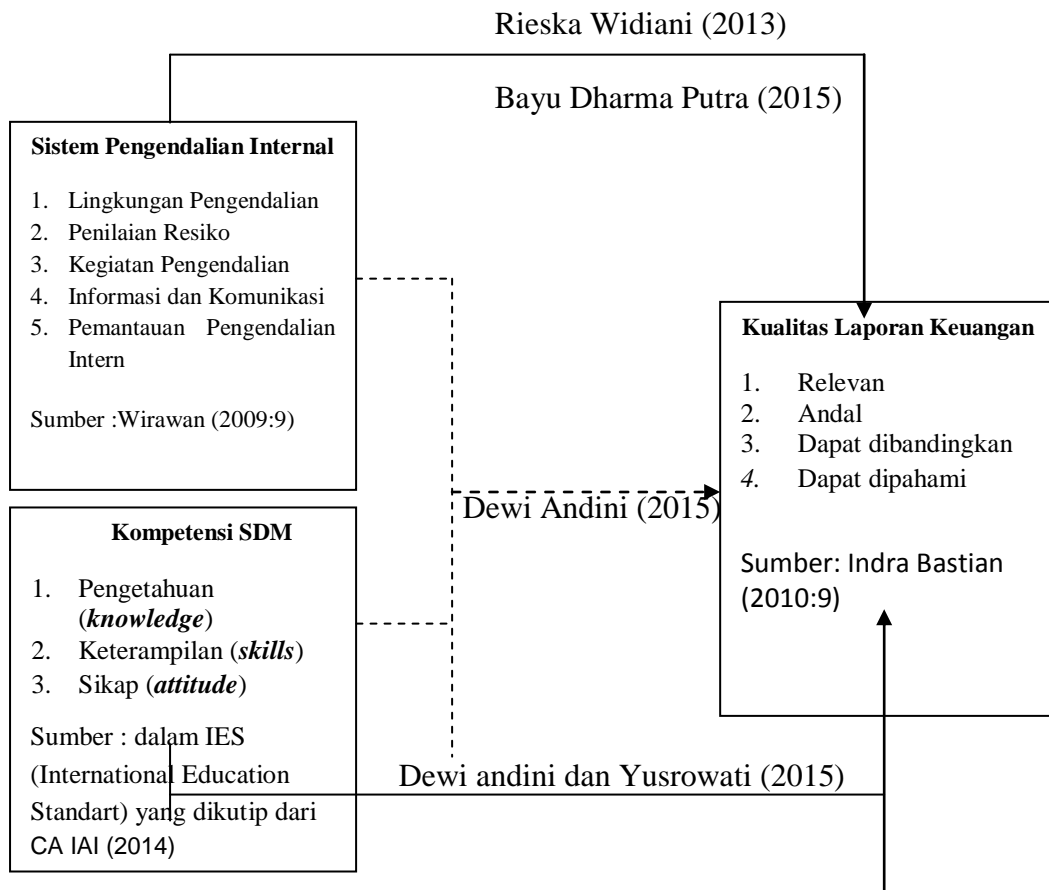 Rieska Widiani (2013)
Bayu Dharma Putra (2015)
Sistem Pengendalian Internal
1. Lingkungan Pengendalian
2. Penilaian Resiko
3. Kegiatan Pengendalian
4. Informasi dan Komunikasi
5. Pemantauan Pengendalian
Intern
Sumber :Wirawan (2009:9)
Kualitas Laporan Keuangan
1. Relevan
2. Andal
3. Dapat dibandingkan
4. Dapat dipahami
Sumber: Indra Bastian
(2010:9)
Dewi Andini (2015)
Kompetensi SDM
1. Pengetahuan
(knowledge)
2. Keterampilan (skills)
3. Sikap (attitude)
Sumber : dalam IES
(International Education
Standart) yang dikutip dari
CA IAI (2014)
Dewi andini dan Yusrowati (2015)